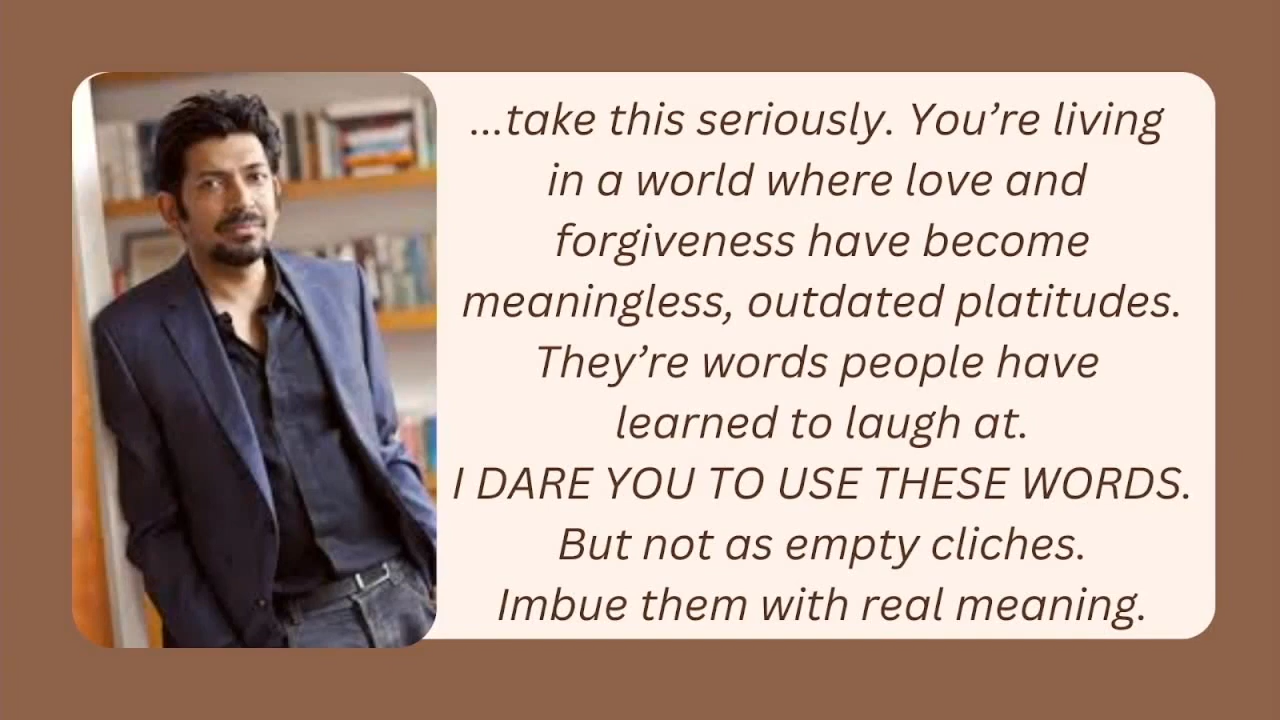 ...take this seriously. You’re living
in a world where love and
forgiveness have become
meaningless, outdated platitudes.
They’re words people have
learned to laugh at.
I DARE YOU TO USE THESE WORDS.
But not as empty cliches.
Imbue them with real meaning.